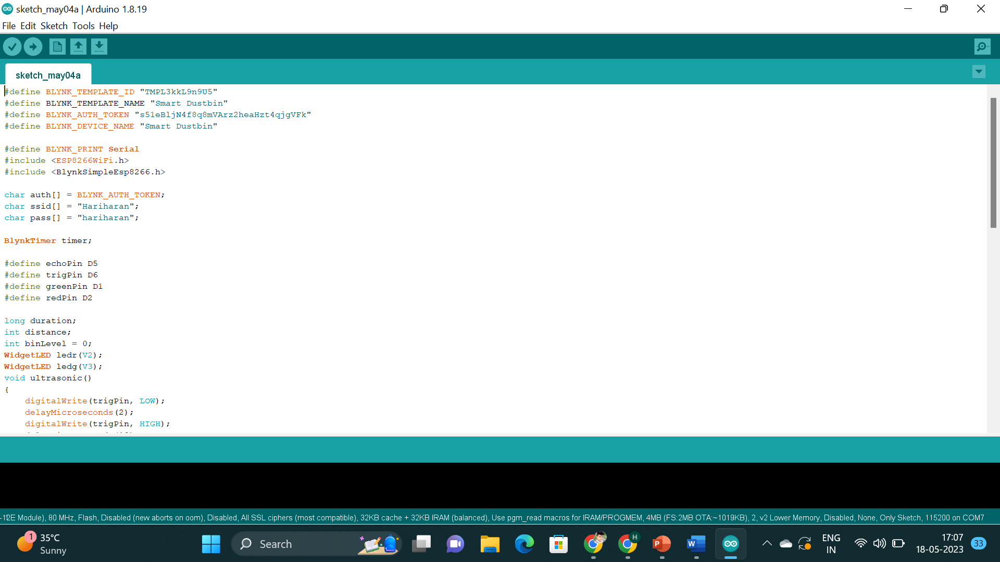 sketch_may04a | Arduino 1.8.19
File Edit Sketch Tools Help
sketch_may04a
#define BLYNK_TEMPLATE_ID "TMPL3kkL9n9U5"
#define BLYNK_TEMPLATE_NAME "Smart Dustbin"
#define BLYNK_AUTH_TOKEN "s51eBljN4f8q8mVArz2heaHzt4qjgVFk"
#define BLYNK_DEVICE_NAME "Smart Dustbin"
#define BLYNK_PRINT Serial
#include <ESP8266WiFi.h>
#include <BlynkSimpleEsp8266.h>
char auth[] = BLYNK_AUTH_TOKEN;
char ssid[] = "Hariharan";
char pass[] = "hariharan";
BlynkTimer timer;
#define echoPin D5
#define trigPin D6
#define greenPin D1
#define redPin D2
long duration;
int distance;
int binLevel = 0;
WidgetLED ledr(V2);
WidgetLED ledg(V3);
void ultrasonic()
{
    digitalWrite(trigPin, LOW);
    delayMicroseconds(2);
    digitalWrite(trigPin, HIGH);
Module), 80 MHz, Flash, Disabled (new aborts on oom), Disabled, All SSL ciphers (most compatible), 32KB cache + 32KB IRAM (balanced), Use pgm_read macros for IRAM/PROGMEM, 4MB (FS:2MB OTA:~1019KB), 2, v2 Lower Memory, Disabled, None, Only Sketch, 115200 on COM7
1
35°C
Sunny
Search
H
P
W
ENG
IN
17:07
18-05-2023
33